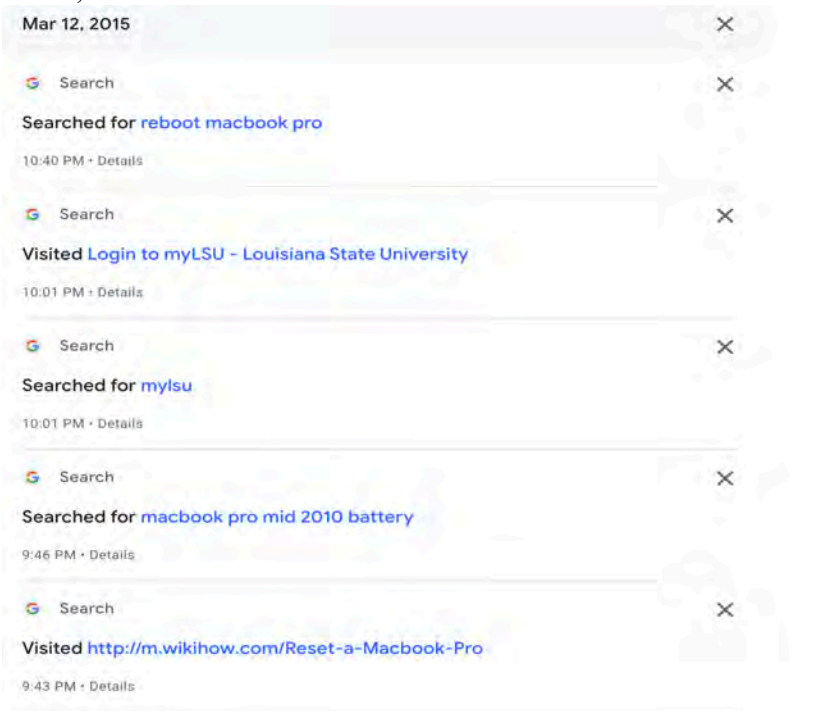 Mar 12, 2015
Search
Searched for reboot macbook pro
10:40 PM • Details
Search
Visited Login to myLSU - Louisiana State University
10:01 PM • Details
Search
Searched for mylsu
10:01 PM • Details
Search
Searched for macbook pro mid 2010 battery
9:46 PM • Details
Search
Visited http://m.wikihow.com/Reset-a-Macbook-Pro
9:43 PM • Details